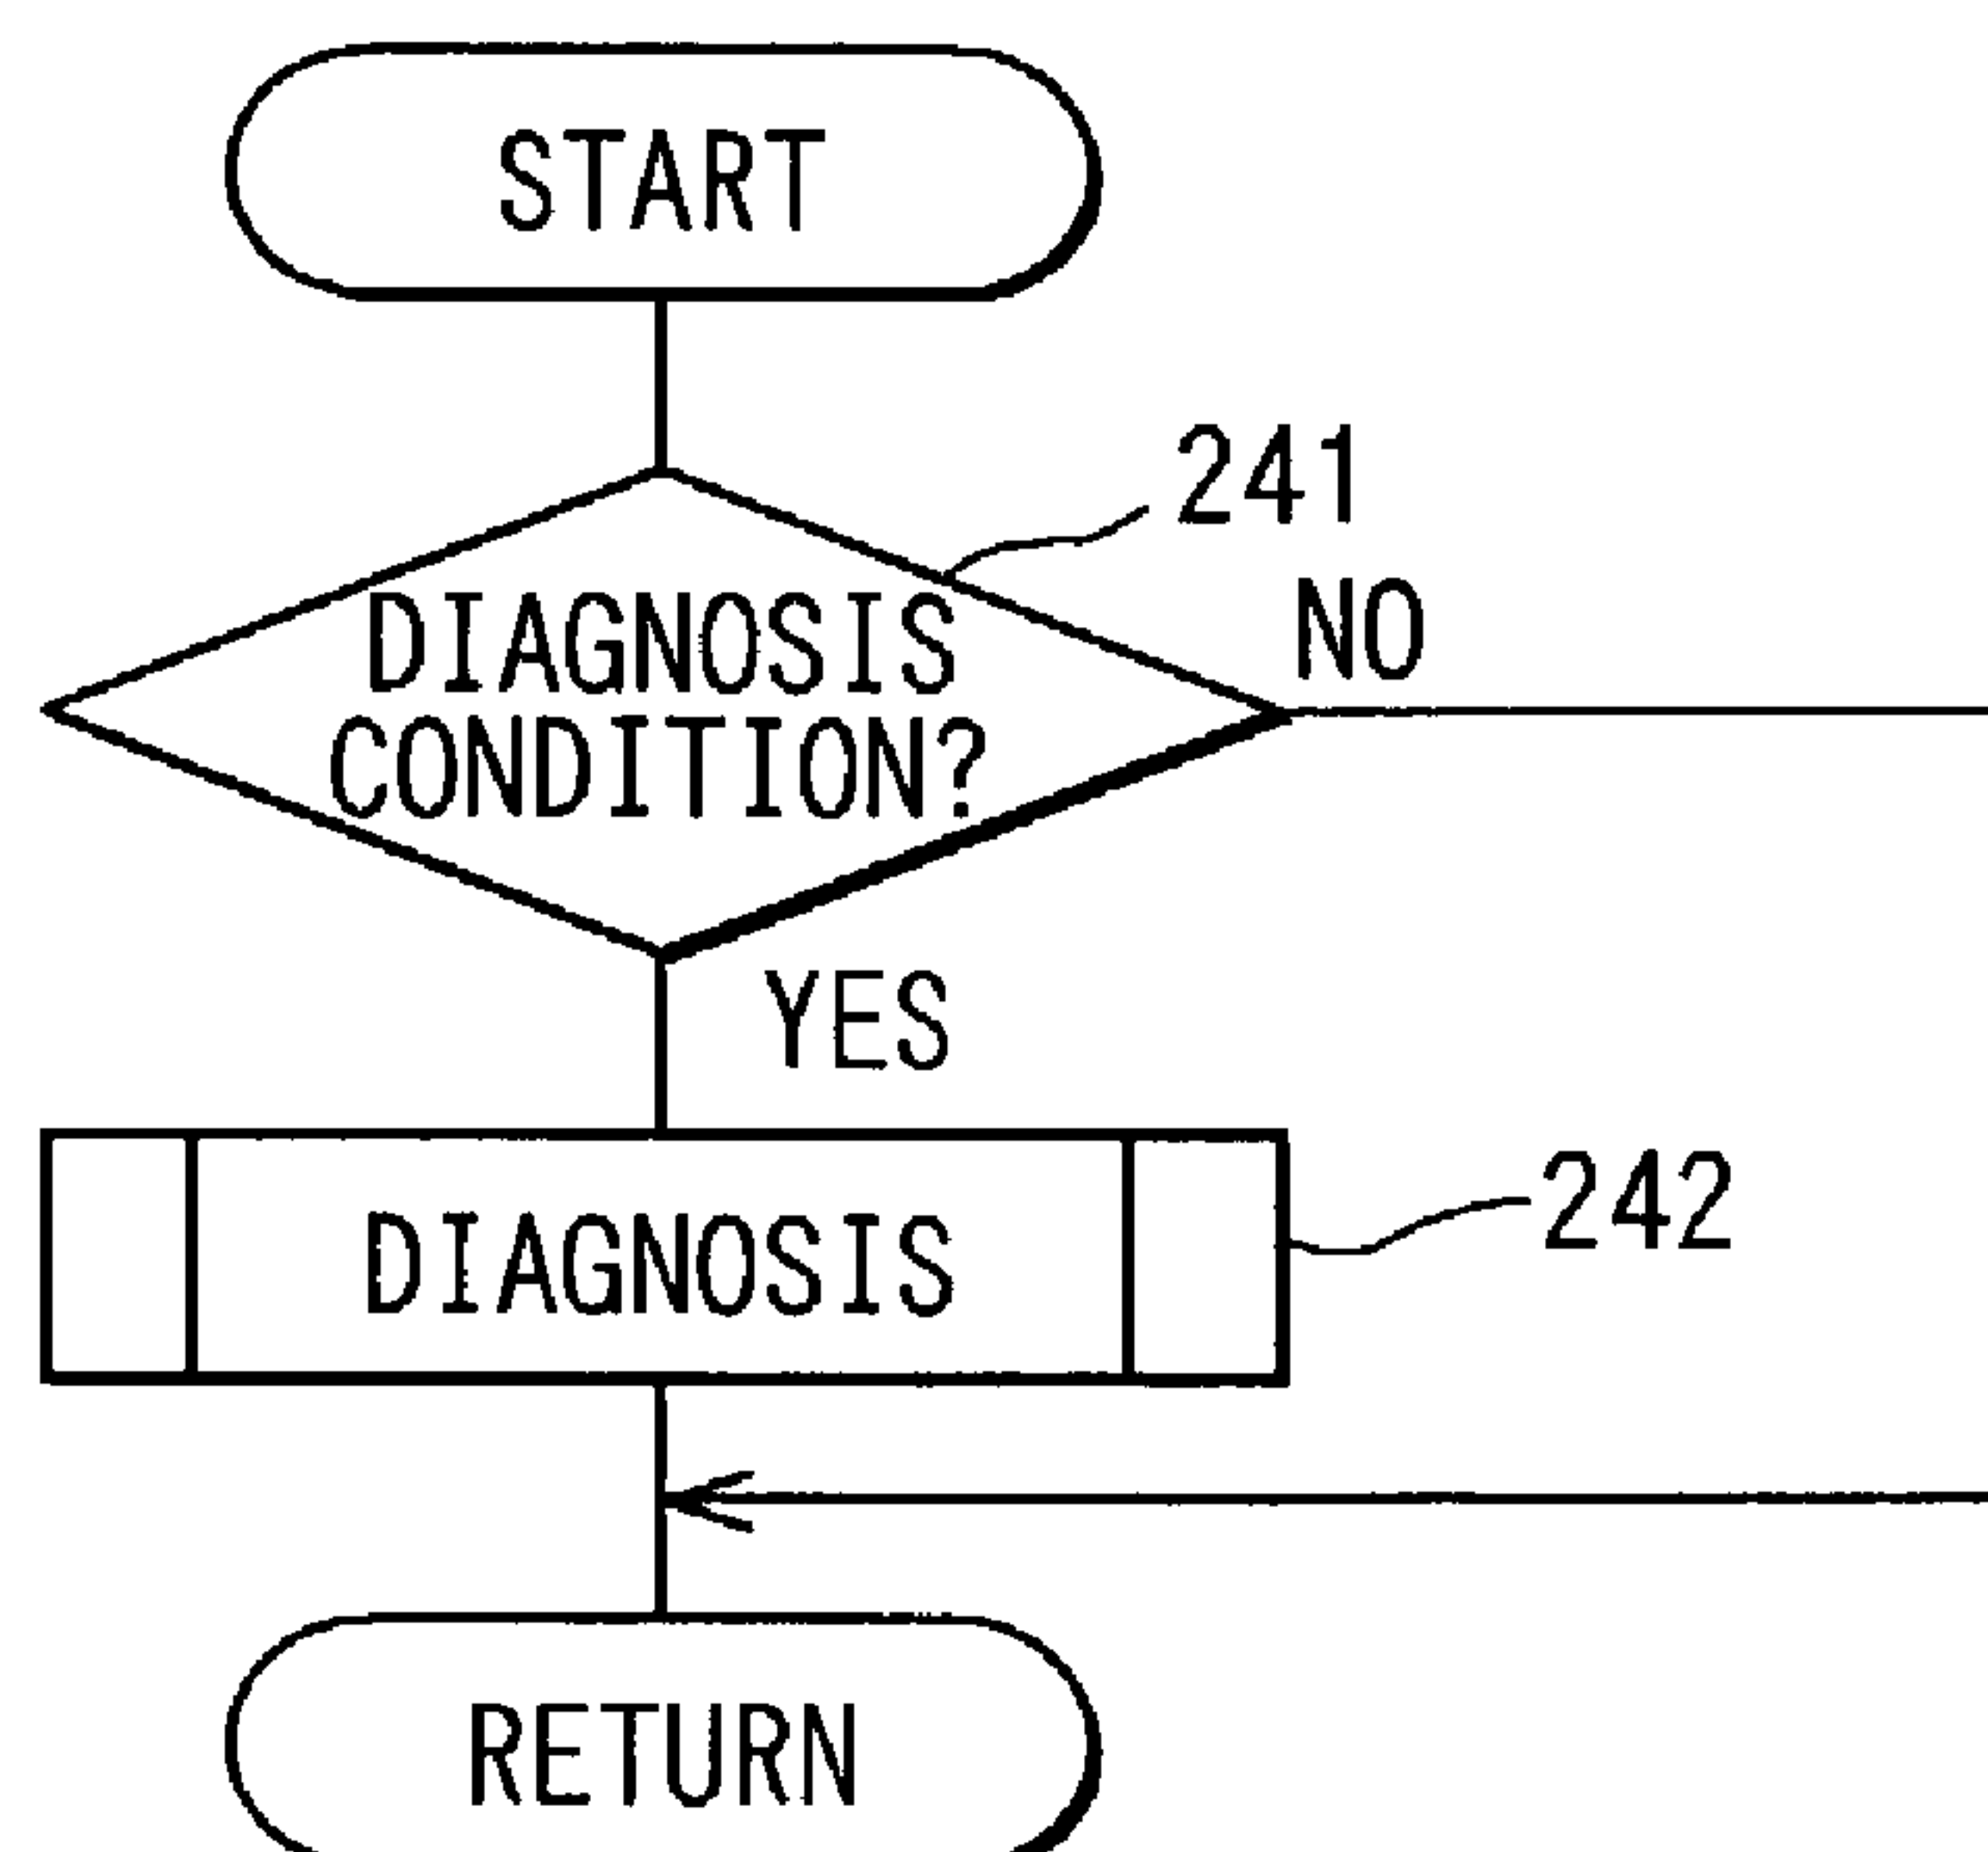 START
241
DIAGNOSIS
CONDITION?
NO
YES
DIAGNOSIS
242
RETURN